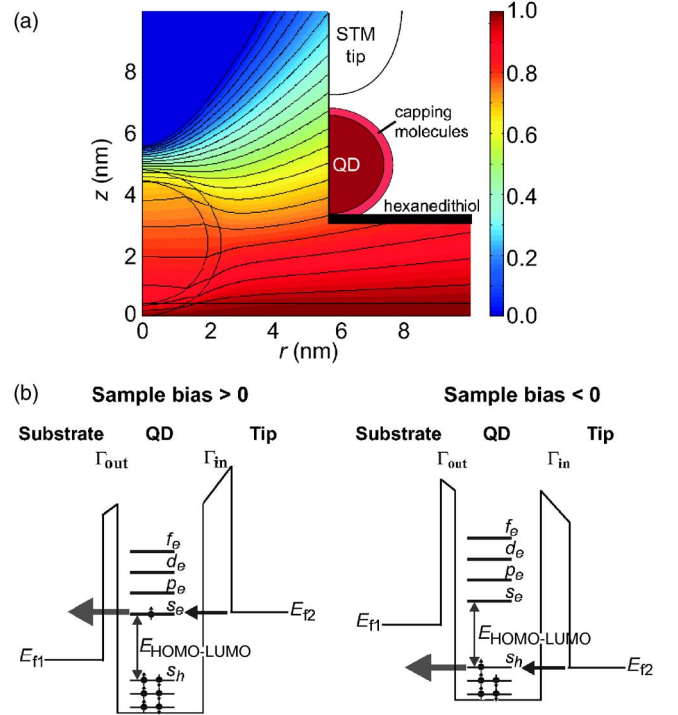 (a)
STM
tip
capping
molecules
QD
hexanedithiol
8
6
4
2
0
z (nm)
0 2 4 6 8
r (nm)
1.0
0.8
0.6
0.4
0.2
0.0
(b)
Sample bias > 0
Substrate QD Tip
Γout Γin
fe
de
pe
se
Ef2
EHOMO-LUMO
Ef1
sh
Sample bias < 0
Substrate QD Tip
Γout Γin
fe
de
pe
se
Ef1
EHOMO-LUMO
sh
Ef2